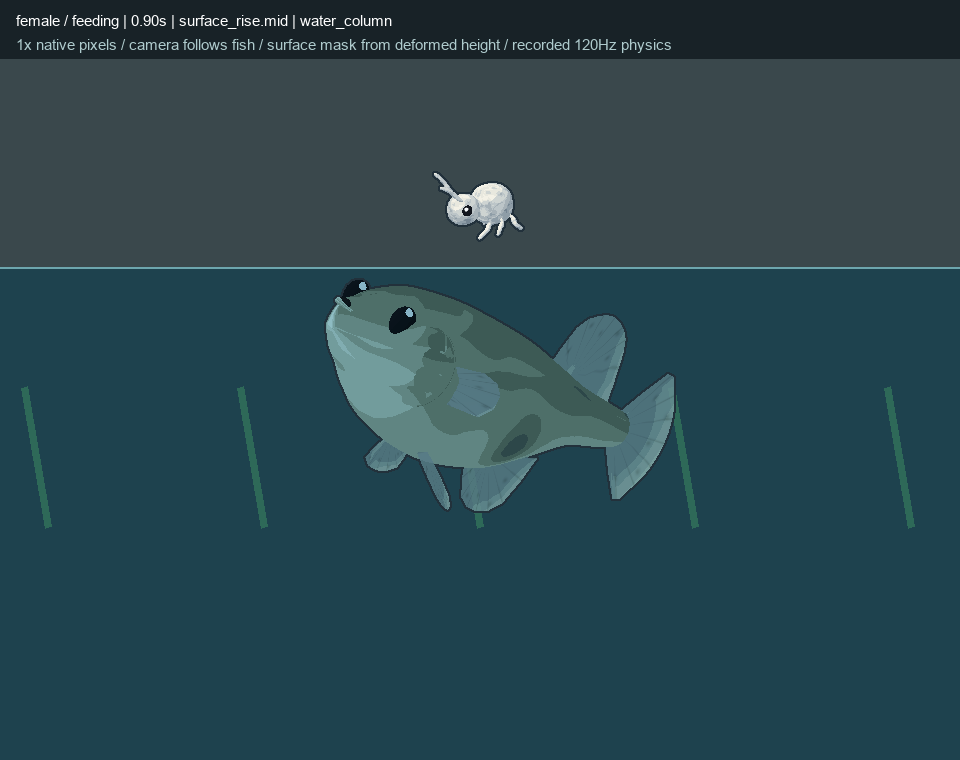 female / feeding | 0.90s | surface_rise.mid | water_column
1x native pixels / camera follows fish / surface mask from deformed height / recorded 120Hz physics